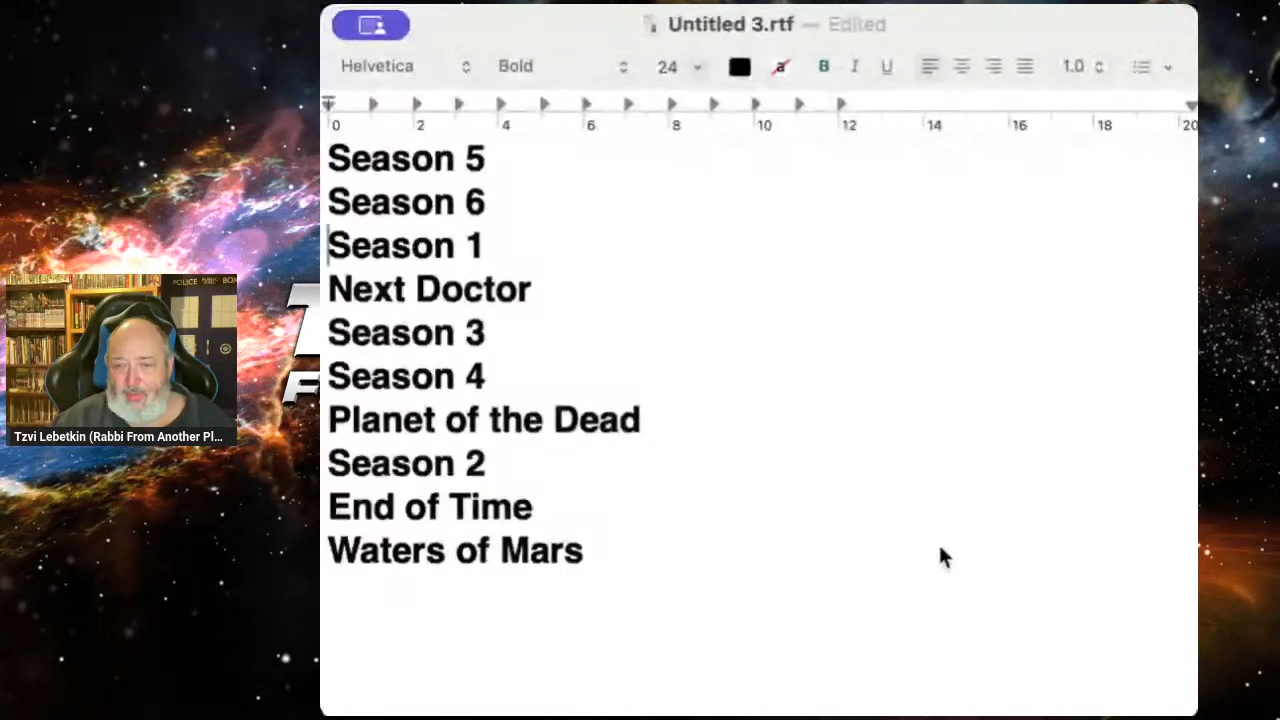 Untitled 3.rtf — Edited
Helvetica Bold 24 a B I U 1.0
0 2 4 6 8 10 12 14 16 18 20
Season 5
Season 6
Season 1
Next Doctor
Season 3
Season 4
Planet of the Dead
Season 2
End of Time
Waters of Mars
POLICE BOX
Tzvi Lebetkin (Rabbi From Another Pl...